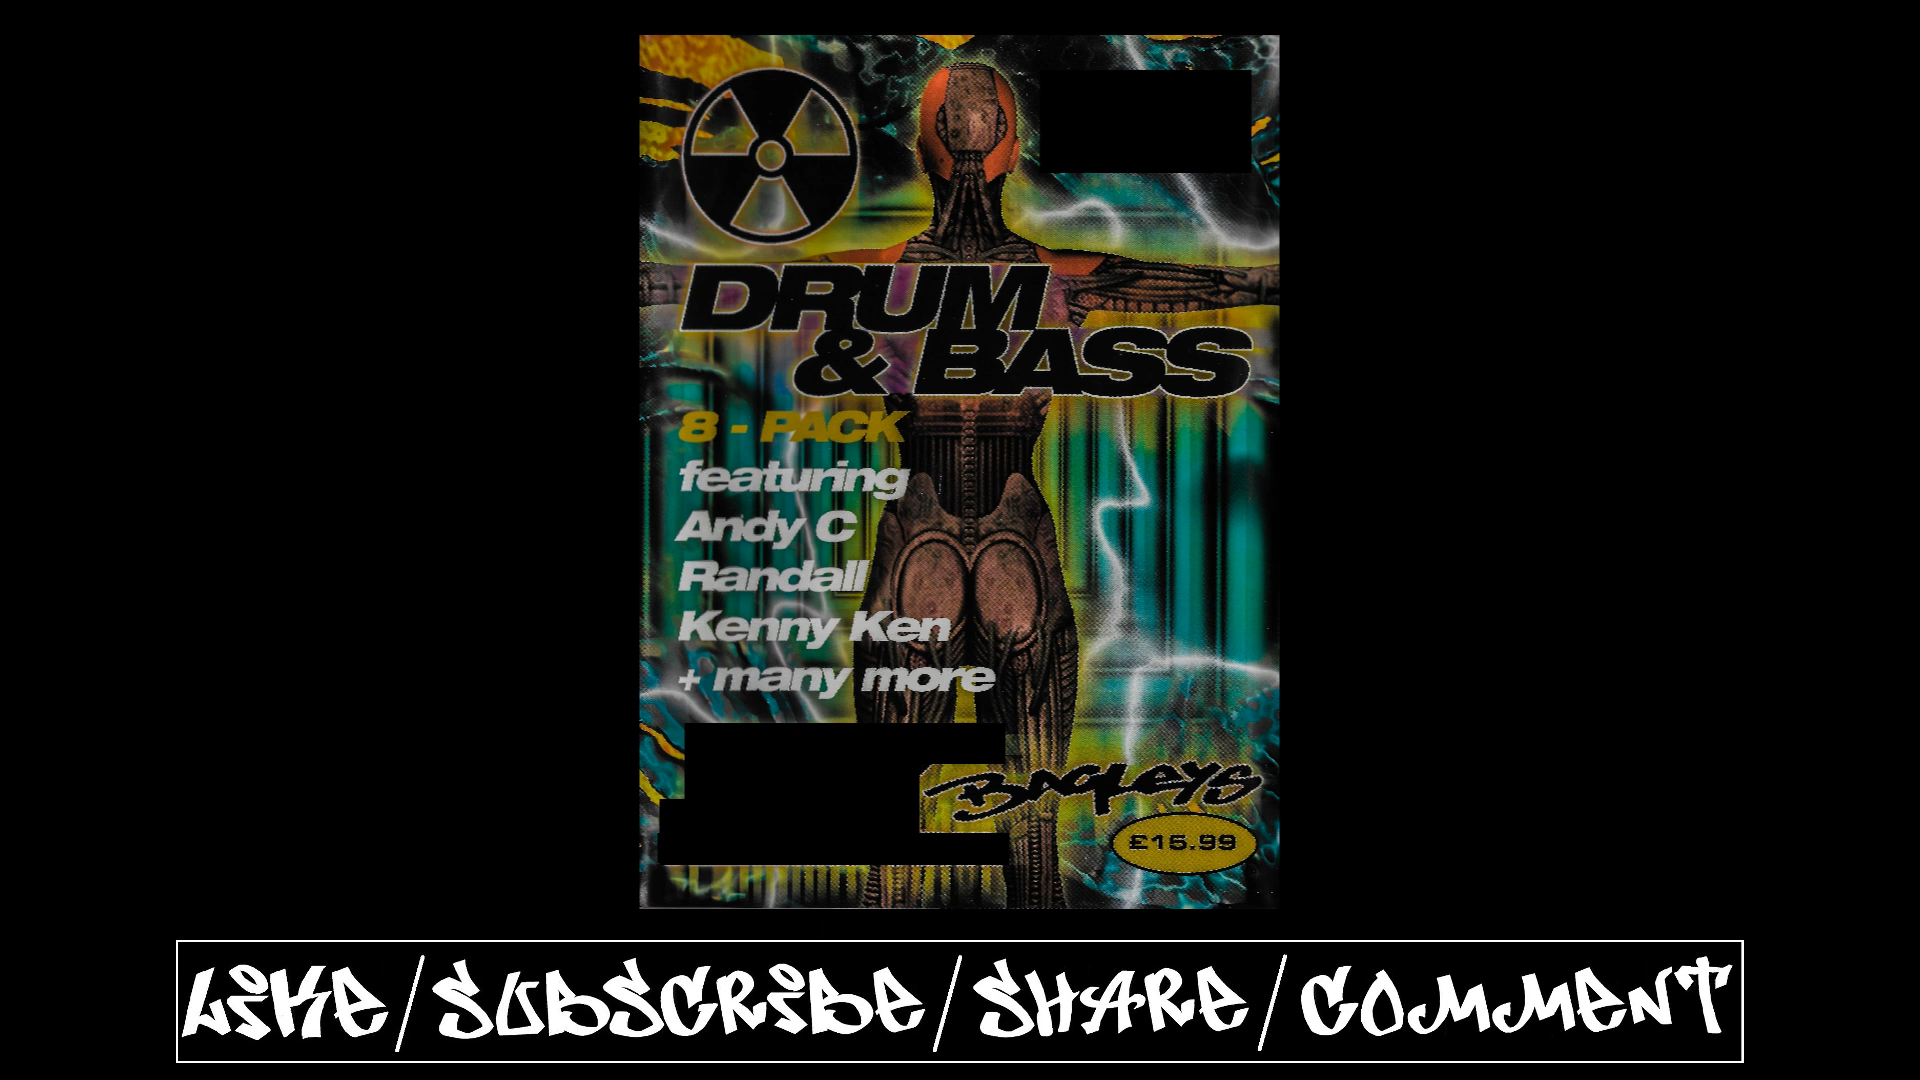 DRUM
& BASS
8 - PACK
featuring
Andy C
Randall
Kenny Ken
+ many more
BAGLEYS
£15.99
LIKE/SUBSCRIBE/SHARE/COMMENT